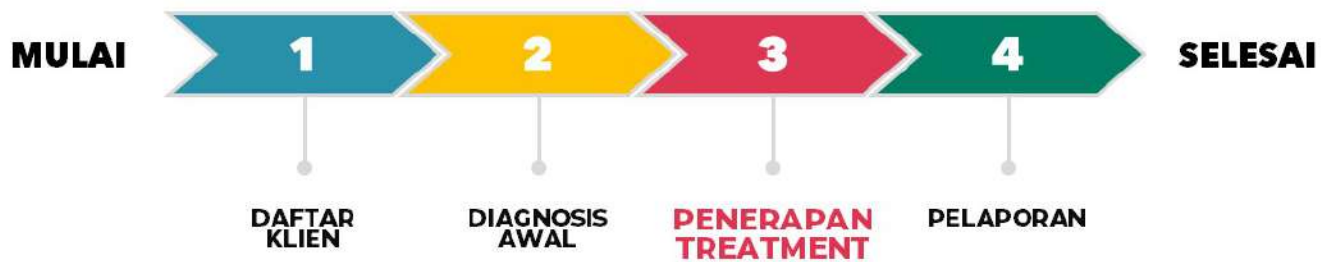 MULAI
1
2
3
4
SELESAI
DAFTAR
KLIEN
DIAGNOSIS
AWAL
PENERAPAN
TREATMENT
PELAPORAN